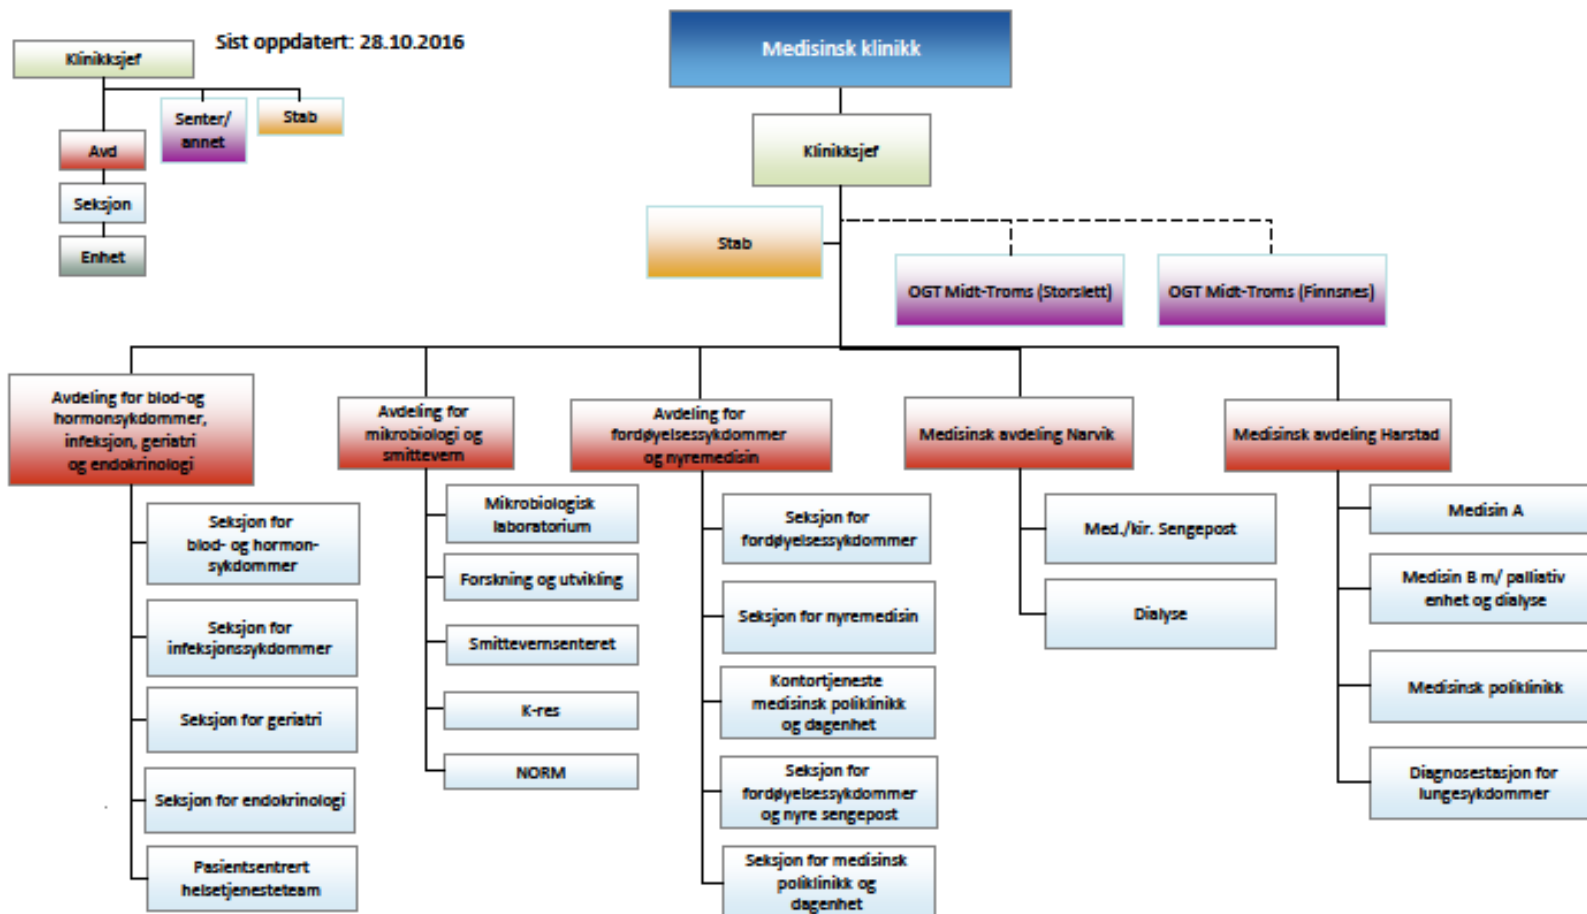 Sist oppdatert: 28.10.2016
Klinikksjef
Senter/
annet
Stab
Avd
Seksjon
Enhet
Medisinsk klinikk
Klinikksjef
Stab
OGT Midt-Troms (Storslett)
OGT Midt-Troms (Finnsnes)
Avdeling for blod-og
hormonsykdommer,
infeksjon, geriatri
og endokrinologi
Seksjon for
blod- og hormon-
sykdommer
Seksjon for
infeksjonssykdommer
Seksjon for geriatri
Seksjon for endokrinologi
Pasientsentrert
helsetjenesteteam
Avdeling for
mikrobiologi og
smittevern
Mikrobiologisk
laboratorium
Forskning og utvikling
Smittevernsenteret
K-res
NORM
Avdeling for
fordøyelsessykdommer
og nyremedisin
Seksjon for
fordøyelsessykdommer
Seksjon for nyremedisin
Kontortjeneste
medisinsk poliklinikk
og dagenhet
Seksjon for
fordøyelsessykdommer
og nyre sengepost
Seksjon for medisinsk
poliklinikk og
dagenhet
Medisinsk avdeling Narvik
Med./kir. Sengepost
Dialyse
Medisinsk avdeling Harstad
Medisin A
Medisin B m/ palliativ
enhet og dialyse
Medisinsk poliklinikk
Diagnosestasjon for
lungesykdommer